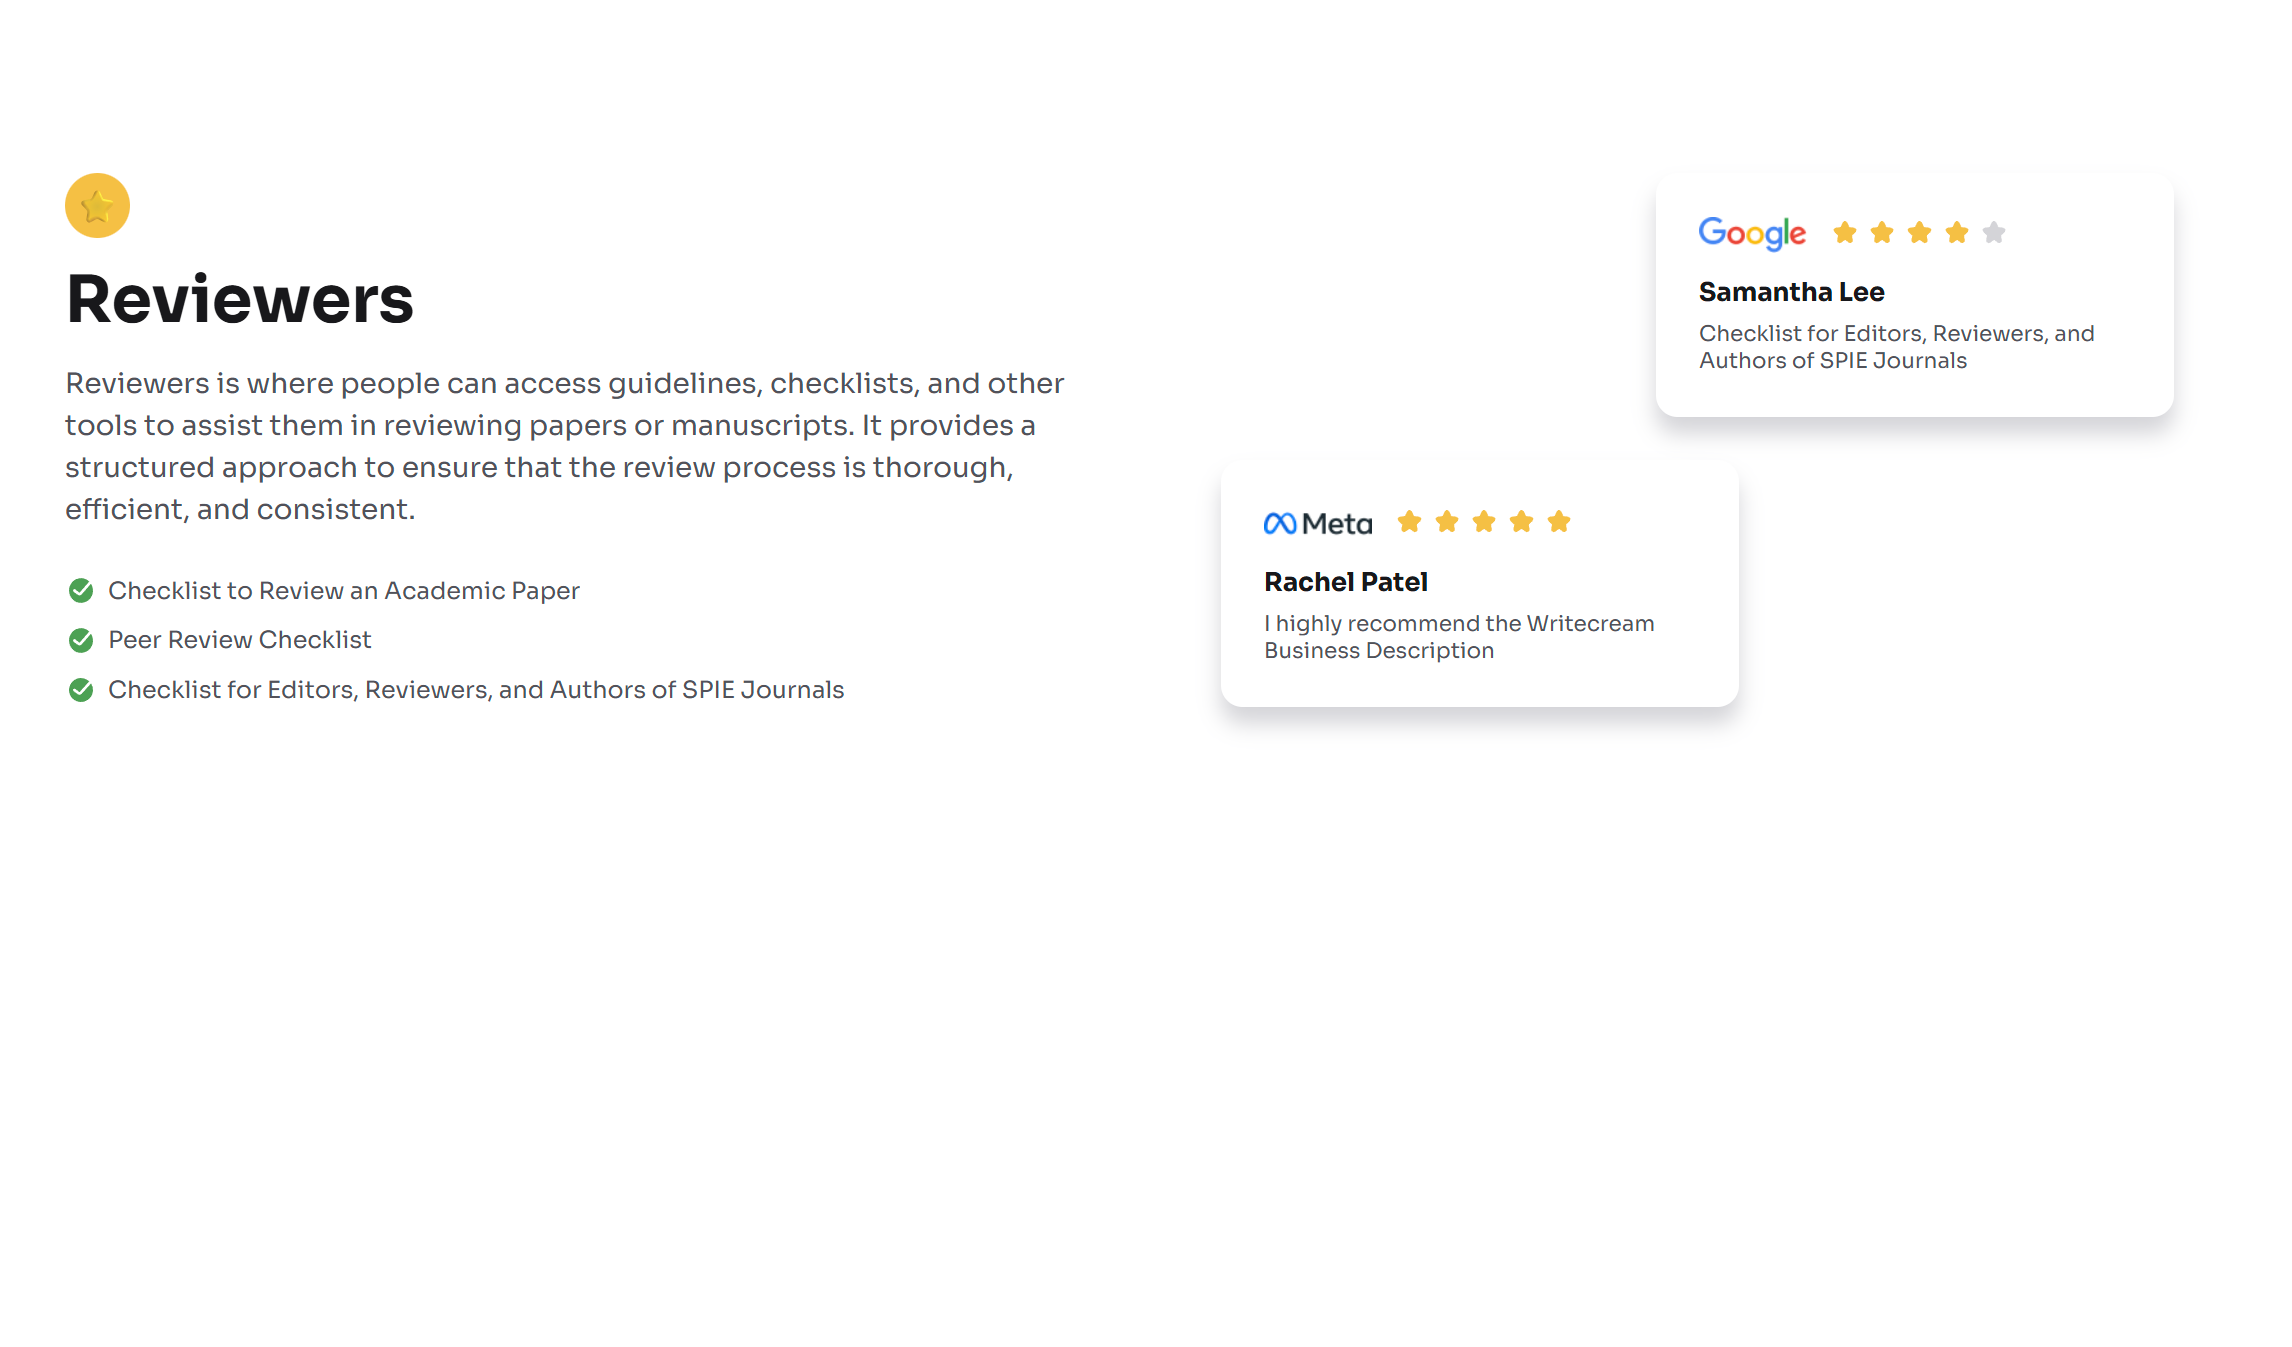 Reviewers
Reviewers is where people can access guidelines, checklists, and other
tools to assist them in reviewing papers or manuscripts. It provides a
structured approach to ensure that the review process is thorough,
efficient, and consistent.
Checklist to Review an Academic Paper
Peer Review Checklist
Checklist for Editors, Reviewers, and Authors of SPIE Journals
Google
Samantha Lee
Checklist for Editors, Reviewers, and
Authors of SPIE Journals
Meta
Rachel Patel
I highly recommend the Writecream
Business Description